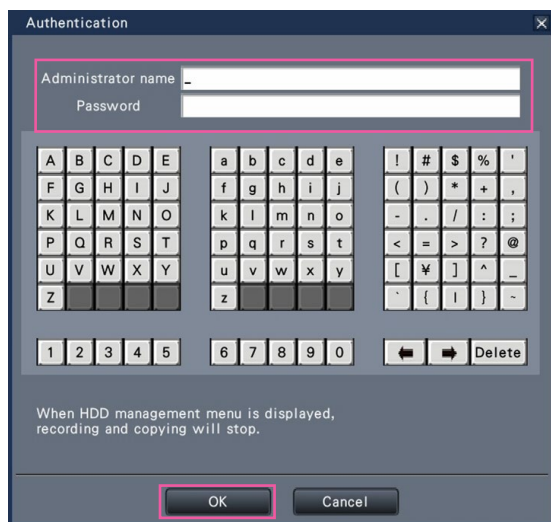 Authentication
Administrator name _
Password
A B C D E a b c d e ! # $ % '
F G H I J f g h i j ( ) * + ,
K L M N O k l m n o - . / : ;
P Q R S T p q r s t < = > ? @
U V W X Y u v w x y [ ¥ ] ^ _
Z z ` { | } ~
1 2 3 4 5 6 7 8 9 0 ← → Delete
When HDD management menu is displayed,
recording and copying will stop.
OK Cancel